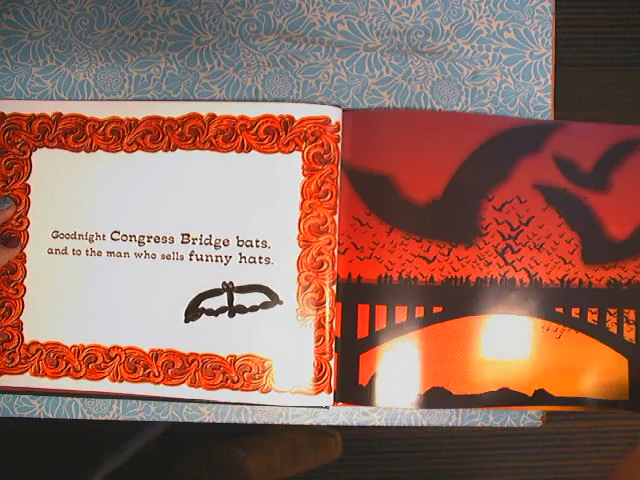 Goodnight Congress Bridge bats,
and to the man who sells funny hats.